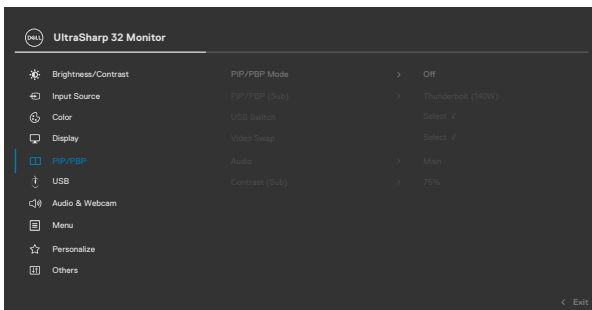 DELL UltraSharp 32 Monitor
Brightness/Contrast PIP/PBP Mode > Off
Input Source PIP/PBP (Sub) > Thunderbolt (140W)
Color USB Switch Select √
Display Video Swap Select √
PIP/PBP Audio > Main
USB Contrast (Sub) > 75%
Audio & Webcam
Menu
Personalize
Others
< Exit